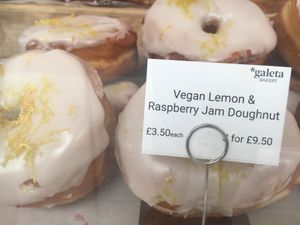 *galeta
BAKERY
Vegan Lemon &
Raspberry Jam Doughnut
£3.50each for £9.50